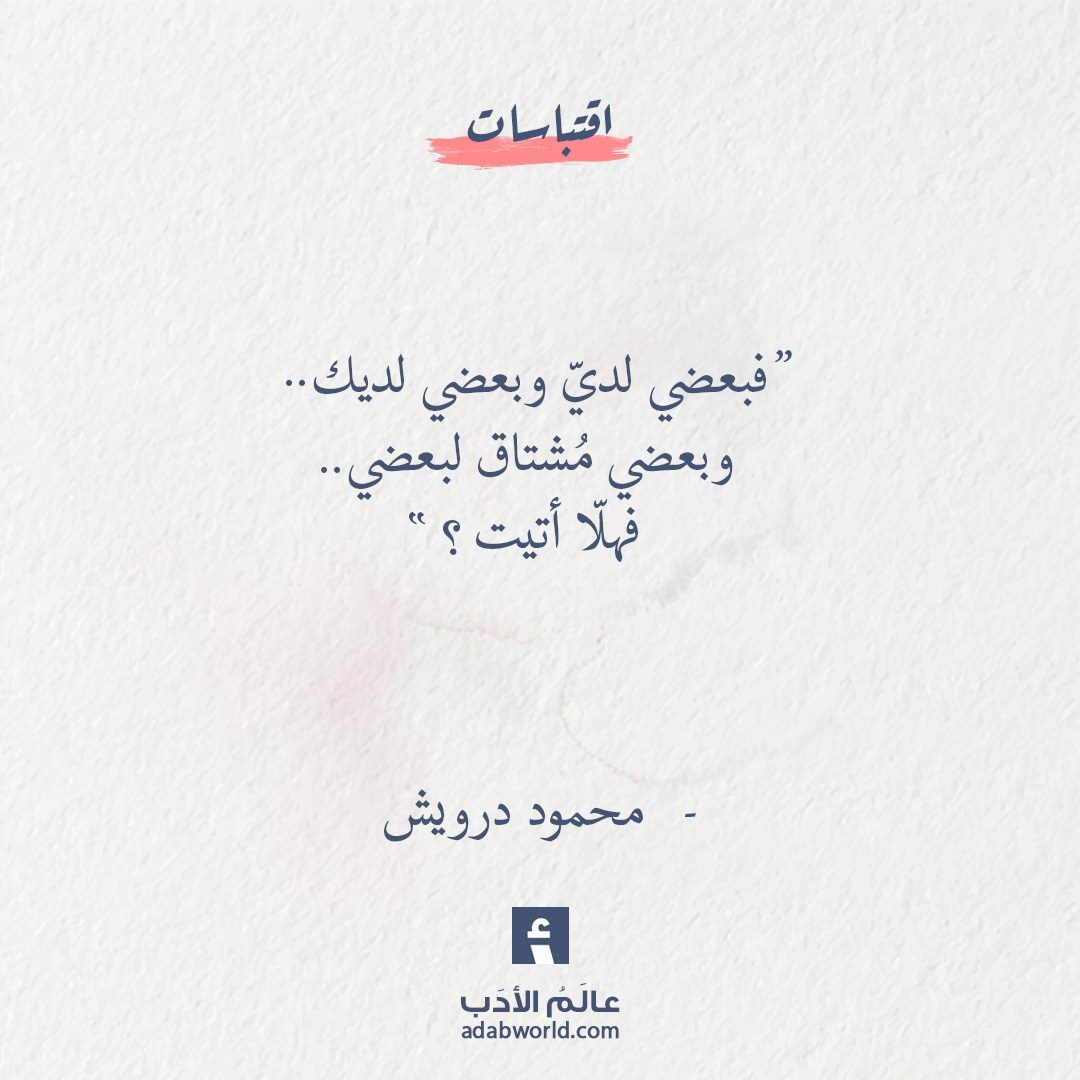 اقتباسات
”فبعضي لديّ وبعضي لديك..
وبعضي مُشتاق لبعضي..
فهلّا أتيت ؟ “
- محمود درويش
أ
عالَمُ الأدَب
adabworld.com